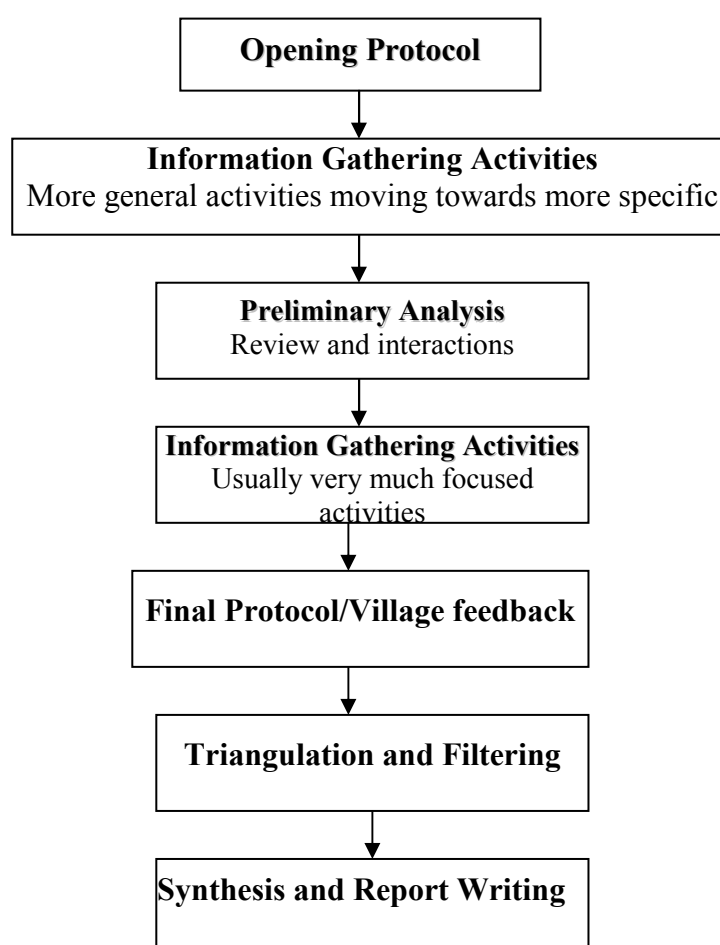 Opening Protocol
Information Gathering Activities
More general activities moving towards more specific
Preliminary Analysis
Review and interactions
Information Gathering Activities
Usually very much focused
activities
Final Protocol/Village feedback
Triangulation and Filtering
Synthesis and Report Writing